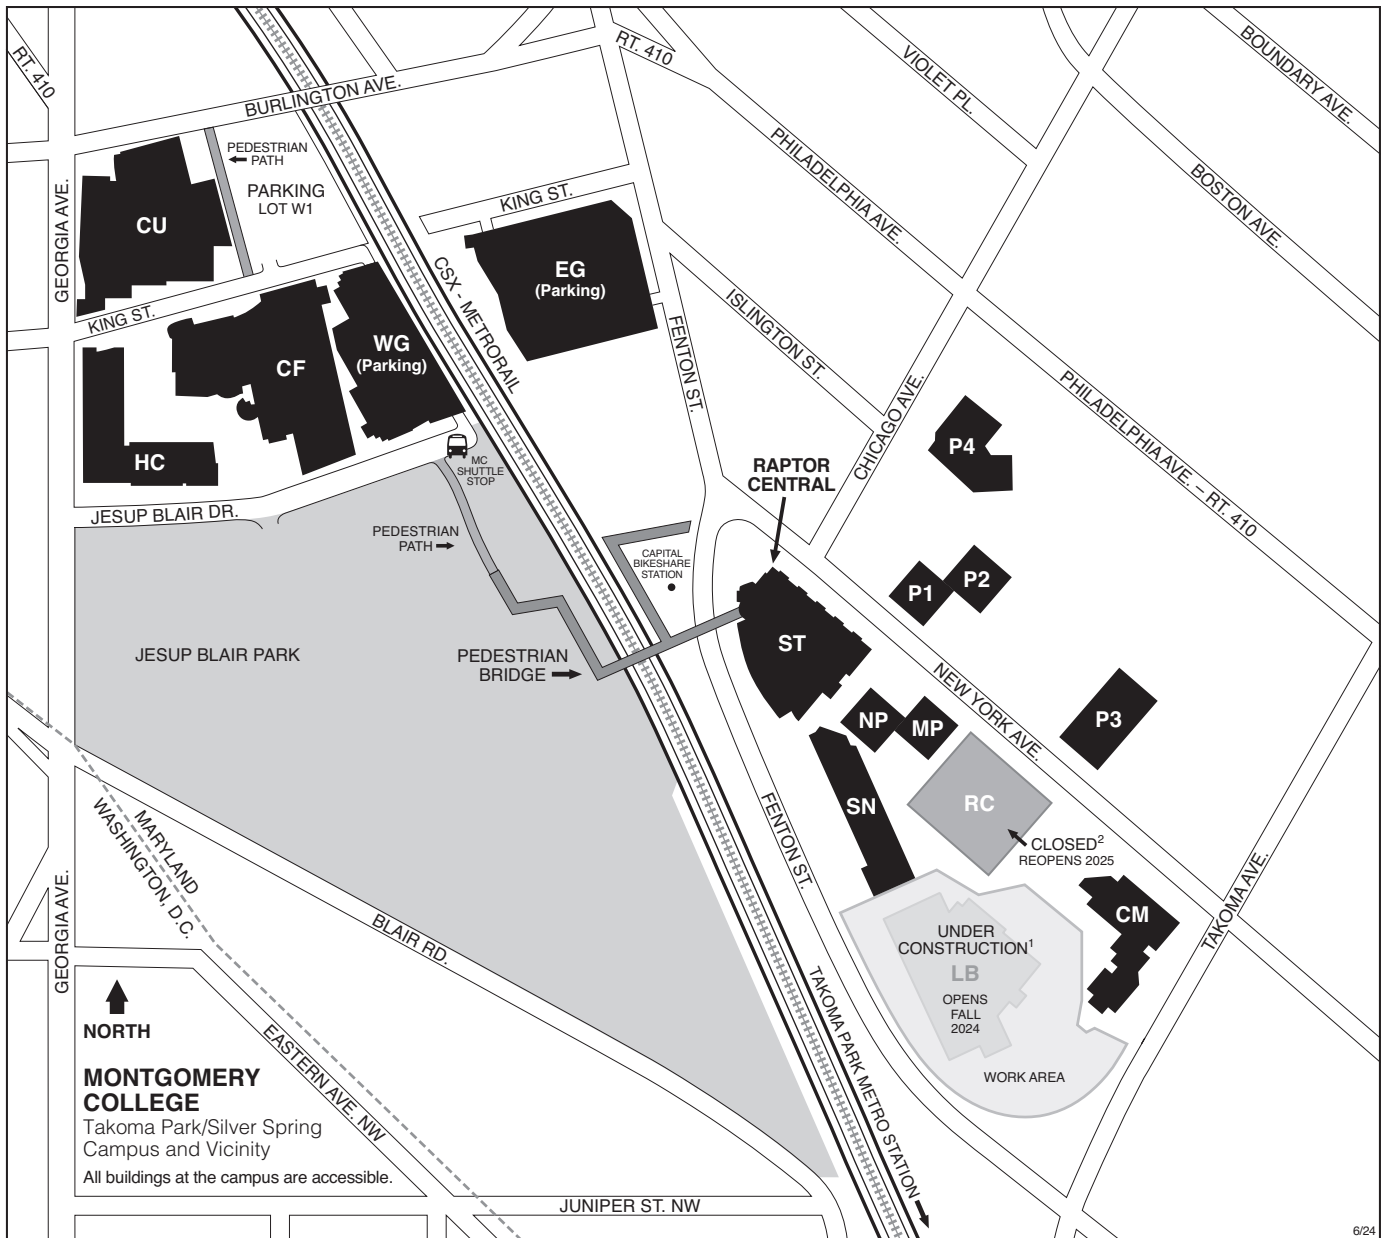 RT. 410
BURLINGTON AVE.
RT. 410
VIOLET PL.
BOUNDARY AVE.
PEDESTRIAN
PATH
PHILADELPHIA AVE.
BOSTON AVE.
PARKING
LOT W1
KING ST.
CU
GEORGIA AVE.
CSX - METRORAIL
EG
(Parking)
ISLINGTON ST.
KING ST.
FENTON ST.
WG
(Parking)
CF
CHICAGO AVE.
PHILADELPHIA AVE. – RT. 410
P4
HC
MC
SHUTTLE
STOP
RAPTOR
CENTRAL
JESUP BLAIR DR.
PEDESTRIAN
PATH
CAPITAL
BIKESHARE
STATION
P1
P2
ST
JESUP BLAIR PARK
PEDESTRIAN
BRIDGE
NEW YORK AVE.
NP
MP
P3
SN
RC
FENTON ST.
CLOSED2
REOPENS 2025
MARYLAND
WASHINGTON, D.C.
TAKOMA AVE.
GEORGIA AVE.
BLAIR RD.
CM
UNDER
CONSTRUCTION1
LB
OPENS
FALL
2024
WORK AREA
TAKOMA PARK METRO STATION
NORTH
EASTERN AVE. NW
MONTGOMERY
COLLEGE
Takoma Park/Silver Spring
Campus and Vicinity
All buildings at the campus are accessible.
JUNIPER ST. NW
6/24